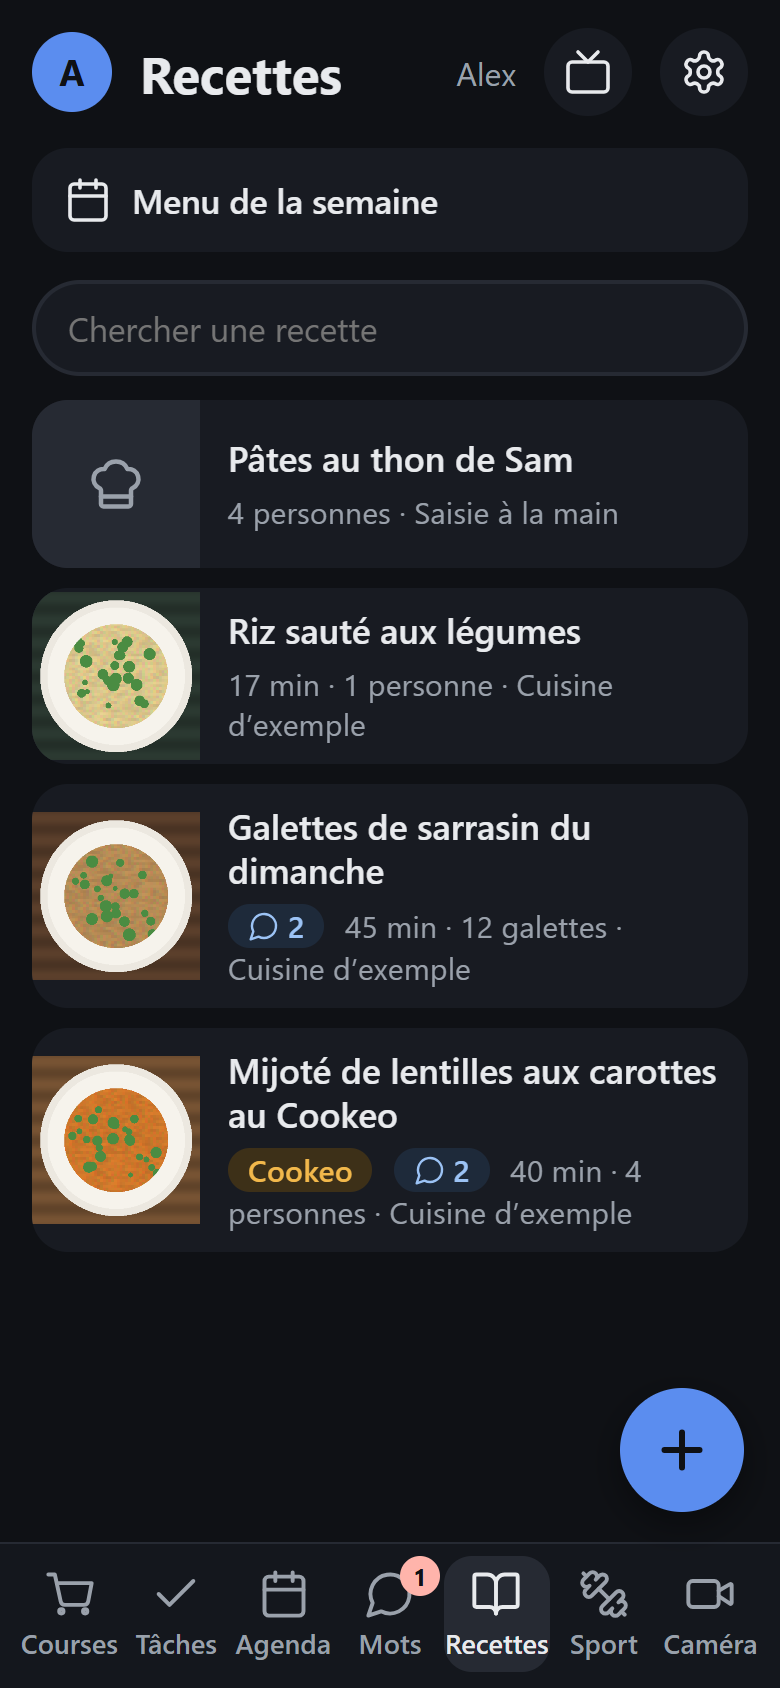 A
Recettes
Alex
Menu de la semaine
Chercher une recette
Pâtes au thon de Sam
4 personnes · Saisie à la main
Riz sauté aux légumes
17 min · 1 personne · Cuisine
d’exemple
Galettes de sarrasin du
dimanche
2 45 min · 12 galettes ·
Cuisine d’exemple
Mijoté de lentilles aux carottes
au Cookeo
Cookeo 2 40 min · 4
personnes · Cuisine d’exemple
1
Courses Tâches Agenda Mots Recettes Sport Caméra